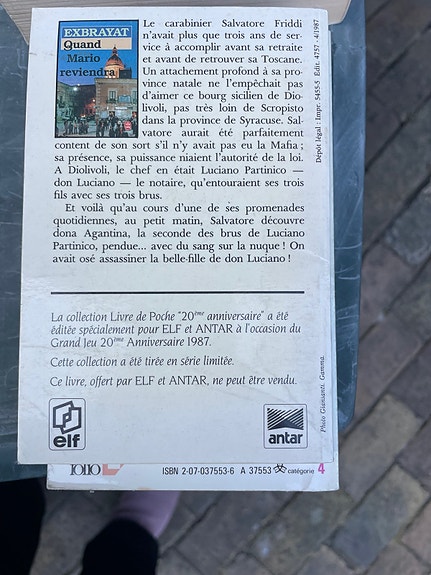 EXBRAYAT
Quand
Mario
reviendra
Le carabinier Salvatore Friddi
n'avait plus que trois ans de ser-
vice à accomplir avant sa retraite
et avant de retrouver sa Toscane.
Un attachement profond à sa pro-
vince natale ne l'empêchait pas
d'aimer ce bourg sicilien de Dio-
livoli, pas très loin de Scropisto
dans la province de Syracuse. Sal-
vatore aurait été parfaitement
content de son sort s'il n'y avait pas eu la Mafia ;
sa présence, sa puissance niaient l'autorité de la loi.
A Diolivoli, le chef en était Luciano Partinico —
don Luciano — le notaire, qu'entouraient ses trois
fils avec ses trois brus.
Et voilà qu'au cours d'une de ses promenades
quotidiennes, au petit matin, Salvatore découvre
dona Agantina, la seconde des brus de Luciano
Partinico, pendue... avec du sang sur la nuque ! On
avait osé assassiner la belle-fille de don Luciano !
Dépôt légal : Impr. 5455-5 Edit. 4757 - 4/1987
La collection Livre de Poche "20ème anniversaire" a été
éditée spécialement pour ELF et ANTAR à l'occasion du
Grand Jeu 20ème Anniversaire 1987.
Cette collection a été tirée en série limitée.
Ce livre, offert par ELF et ANTAR, ne peut être vendu.
elf
antar
Photo Giansanti. Gamma.
folio
ISBN 2-07-037553-6 A 37553 catégorie 4